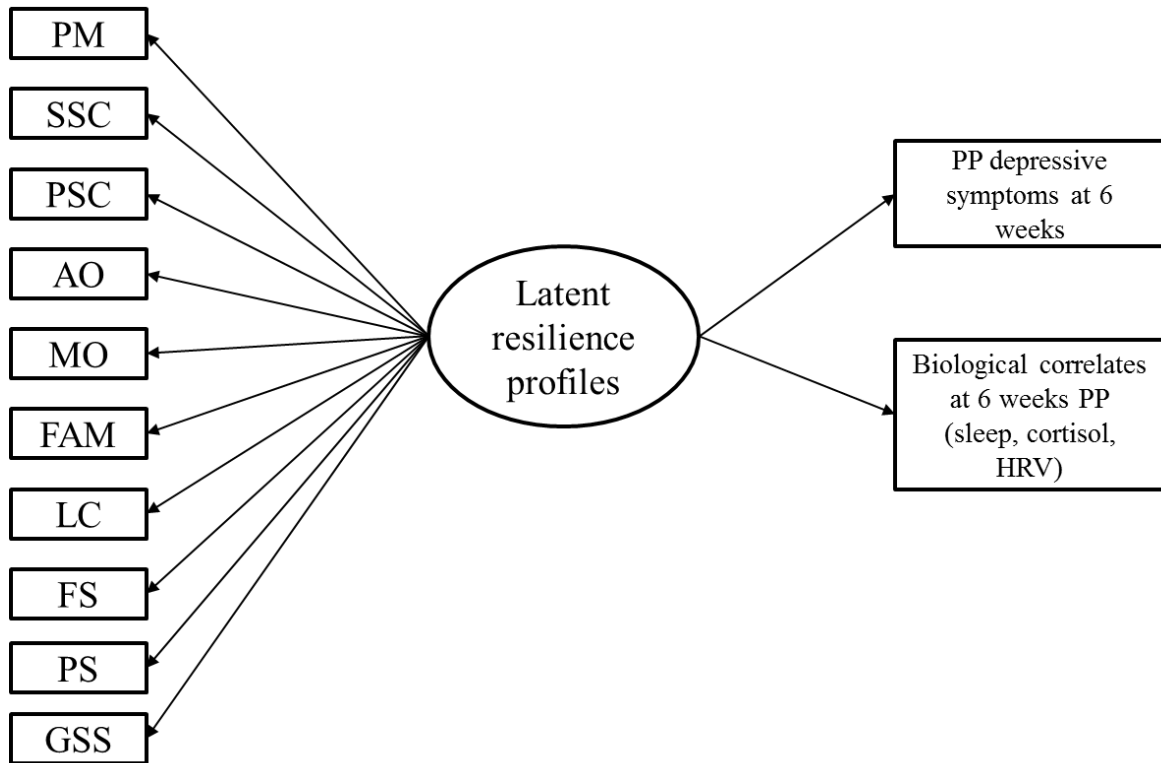 PM
SSC
PSC
AO
MO
FAM
LC
FS
PS
GSS
Latent
resilience
profiles
PP depressive
symptoms at 6
weeks
Biological correlates
at 6 weeks PP
(sleep, cortisol,
HRV)